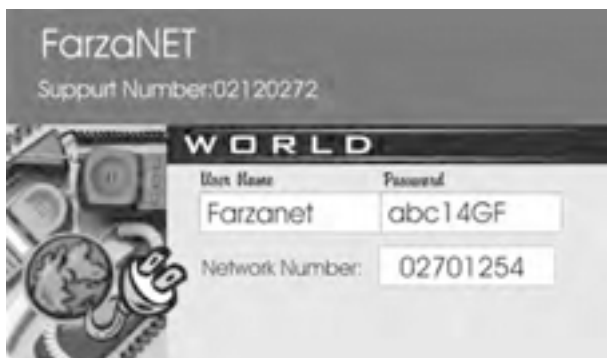 FarzaNET
Suppurt Number:02120272
WORLD
User Name Password
Farzanet abc14GF
Network Number: 02701254